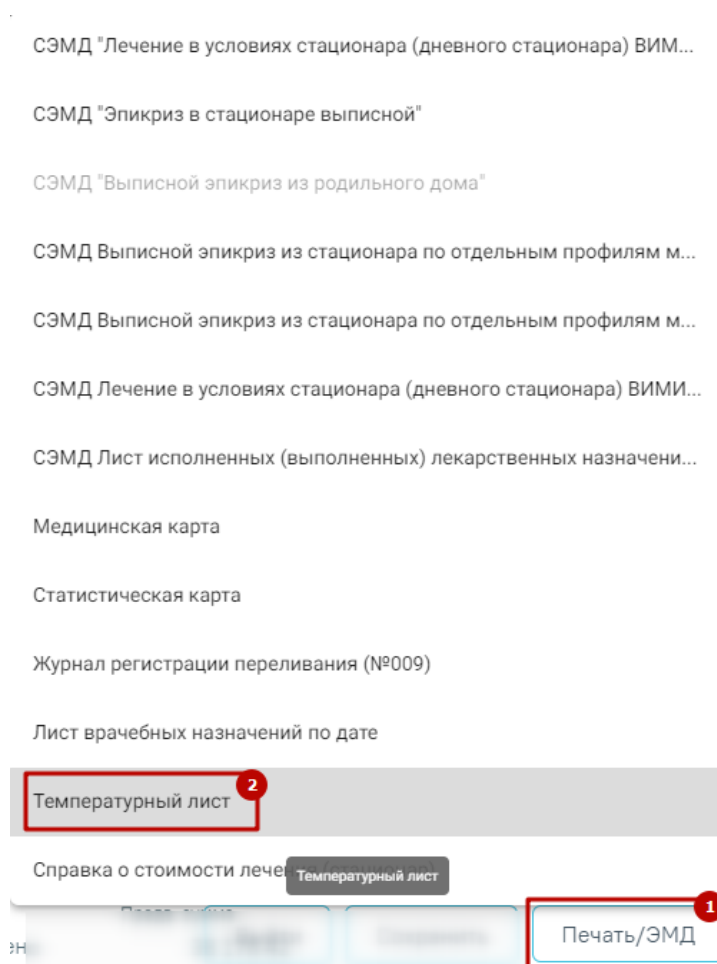 СЭМД "Лечение в условиях стационара (дневного стационара) ВИМ...
СЭМД "Эпикриз в стационаре выписной"
СЭМД "Выписной эпикриз из родильного дома"
СЭМД Выписной эпикриз из стационара по отдельным профилям м...
СЭМД Выписной эпикриз из стационара по отдельным профилям м...
СЭМД Лечение в условиях стационара (дневного стационара) ВИМИ...
СЭМД Лист исполненных (выполненных) лекарственных назначени...
Медицинская карта
Статистическая карта
Журнал регистрации переливания (№009)
Лист врачебных назначений по дате
Температурный лист 2
Справка о стоимости лечен
Температурный лист
1
Печать/ЭМД